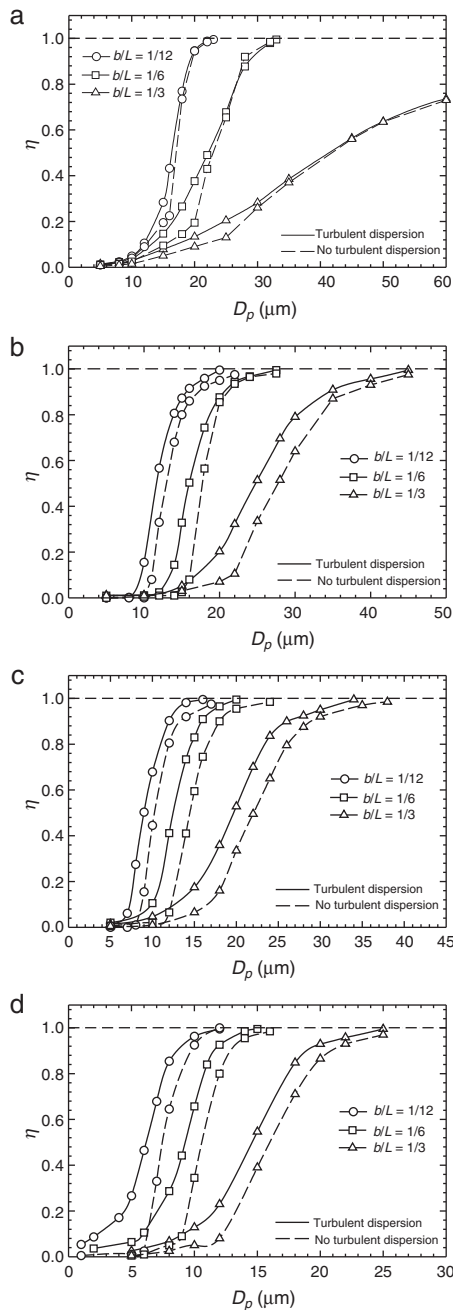 a
1.0
0.8
0.6
0.4
0.2
0.0
η
b/L = 1/12
b/L = 1/6
b/L = 1/3
Turbulent dispersion
No turbulent dispersion
0 10 20 30 40 50 60
Dp (μm)
b
1.0
0.8
0.6
0.4
0.2
0.0
η
b/L = 1/12
b/L = 1/6
b/L = 1/3
Turbulent dispersion
No turbulent dispersion
0 10 20 30 40 50
Dp (μm)
c
1.0
0.8
0.6
0.4
0.2
0.0
η
b/L = 1/12
b/L = 1/6
b/L = 1/3
Turbulent dispersion
No turbulent dispersion
0 5 10 15 20 25 30 35 40 45
Dp (μm)
d
1.0
0.8
0.6
0.4
0.2
0.0
η
b/L = 1/12
b/L = 1/6
b/L = 1/3
Turbulent dispersion
No turbulent dispersion
0 5 10 15 20 25 30
Dp (μm)